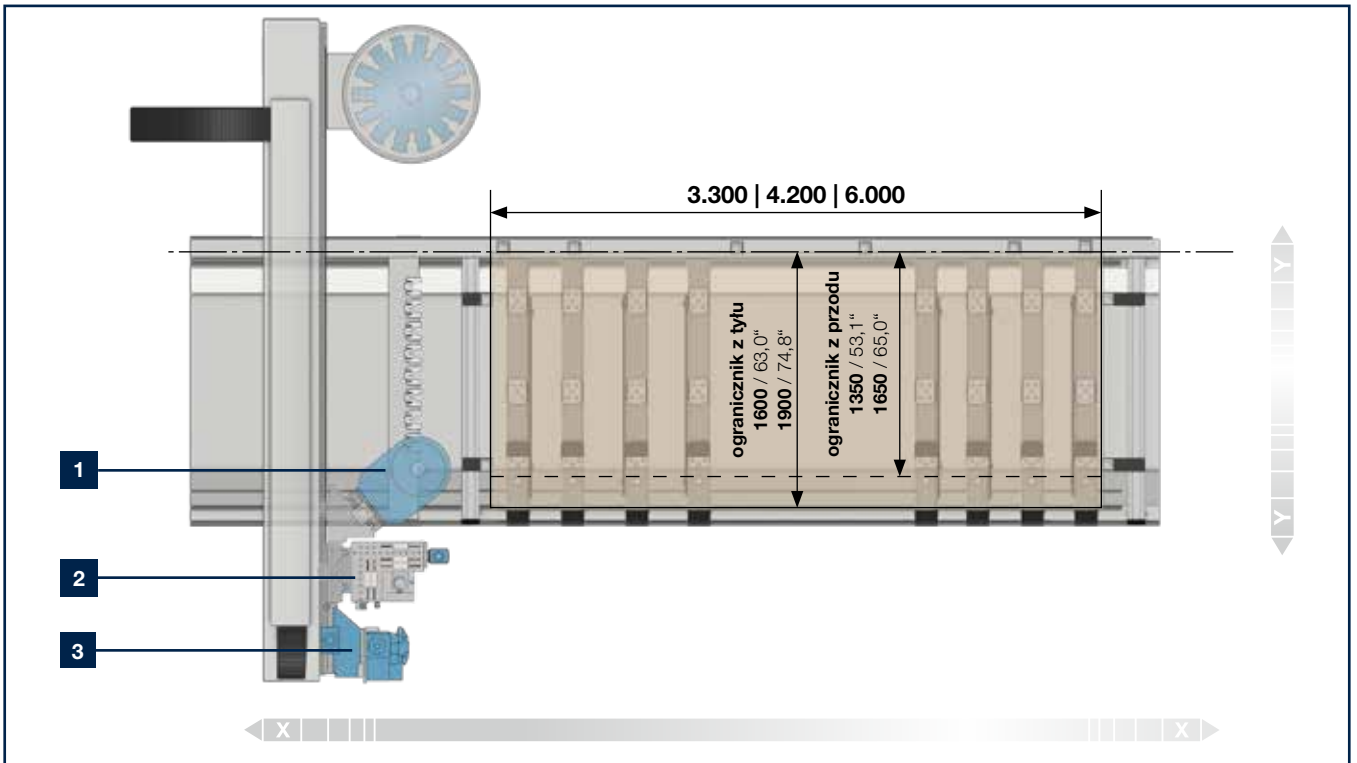 3.300 | 4.200 | 6.000
ogranicznik z tyłu
1600 / 63,0“
1900 / 74,8“
ogranicznik z przodu
1350 / 53,1“
1650 / 65,0“
Y
Y
1
2
3
X
X